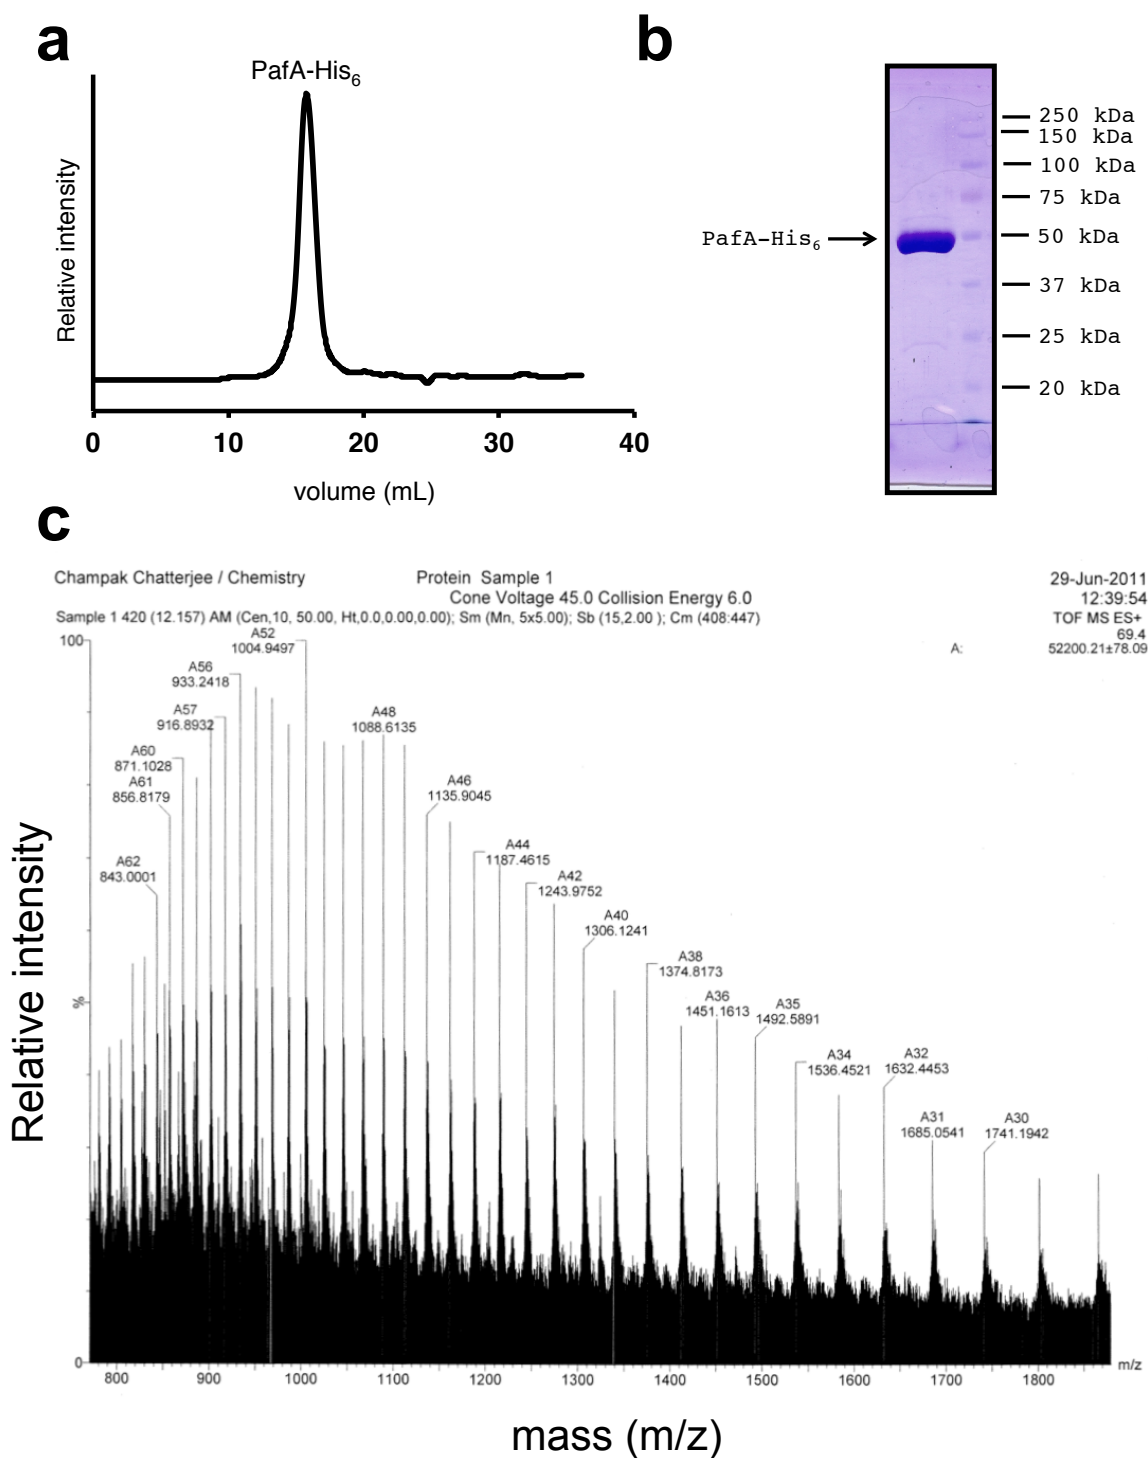 a
PafA-His6
Relative intensity
0 10 20 30 40
volume (mL)
b
250 kDa
150 kDa
100 kDa
75 kDa
PafA-His6
50 kDa
37 kDa
25 kDa
20 kDa
c
Champak Chatterjee / Chemistry Protein Sample 1 29-Jun-2011
Cone Voltage 45.0 Collision Energy 6.0 12:39:54
Sample 1 420 (12.157) AM (Cen,10, 50.00, Ht,0.0,0.00,0.00); Sm (Mn, 5x5.00); Sb (15,2.00 ); Cm (408:447) TOF MS ES+
69.4
A: 52200.21±78.09
100
A52
1004.9497
A56
933.2418
A57
916.8932
A48
1088.6135
A60
871.1028
A61
856.8179
A46
1135.9045
A62
843.0001
A44
1187.4615
A42
1243.9752
A40
1306.1241
A38
1374.8173
A36
1451.1613
A35
1492.5891
A34
1536.4521
A32
1632.4453
A31
1685.0541
A30
1741.1942
%
0
Relative intensity
800 900 1000 1100 1200 1300 1400 1500 1600 1700 1800 m/z
mass (m/z)